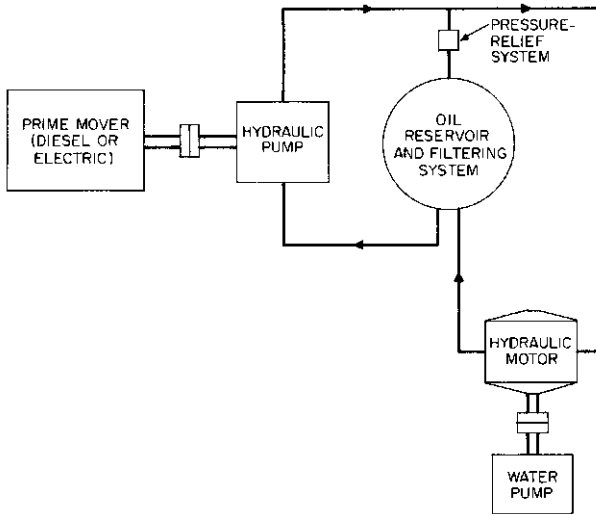 PRESSURE-
RELIEF
SYSTEM
PRIME MOVER
(DIESEL OR
ELECTRIC)
HYDRAULIC
PUMP
OIL
RESERVOIR
AND FILTERING
SYSTEM
HYDRAULIC
MOTOR
WATER
PUMP